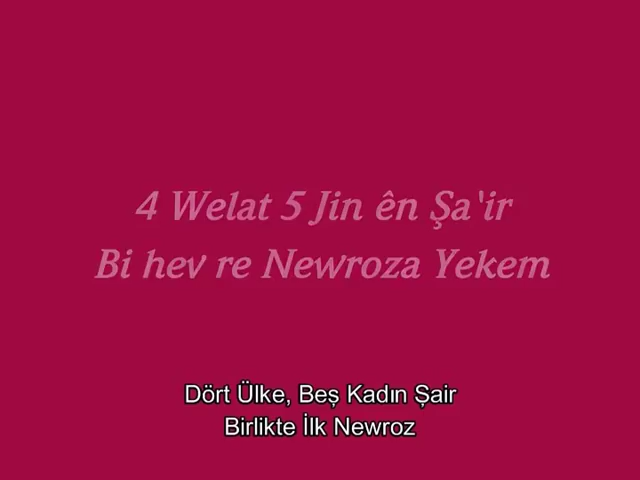 4 Welat 5 Jin ên Şa'ir
Bi hev re Newroza Yekem
Dört Ülke, Beş Kadın Şair
Birlikte İlk Newroz